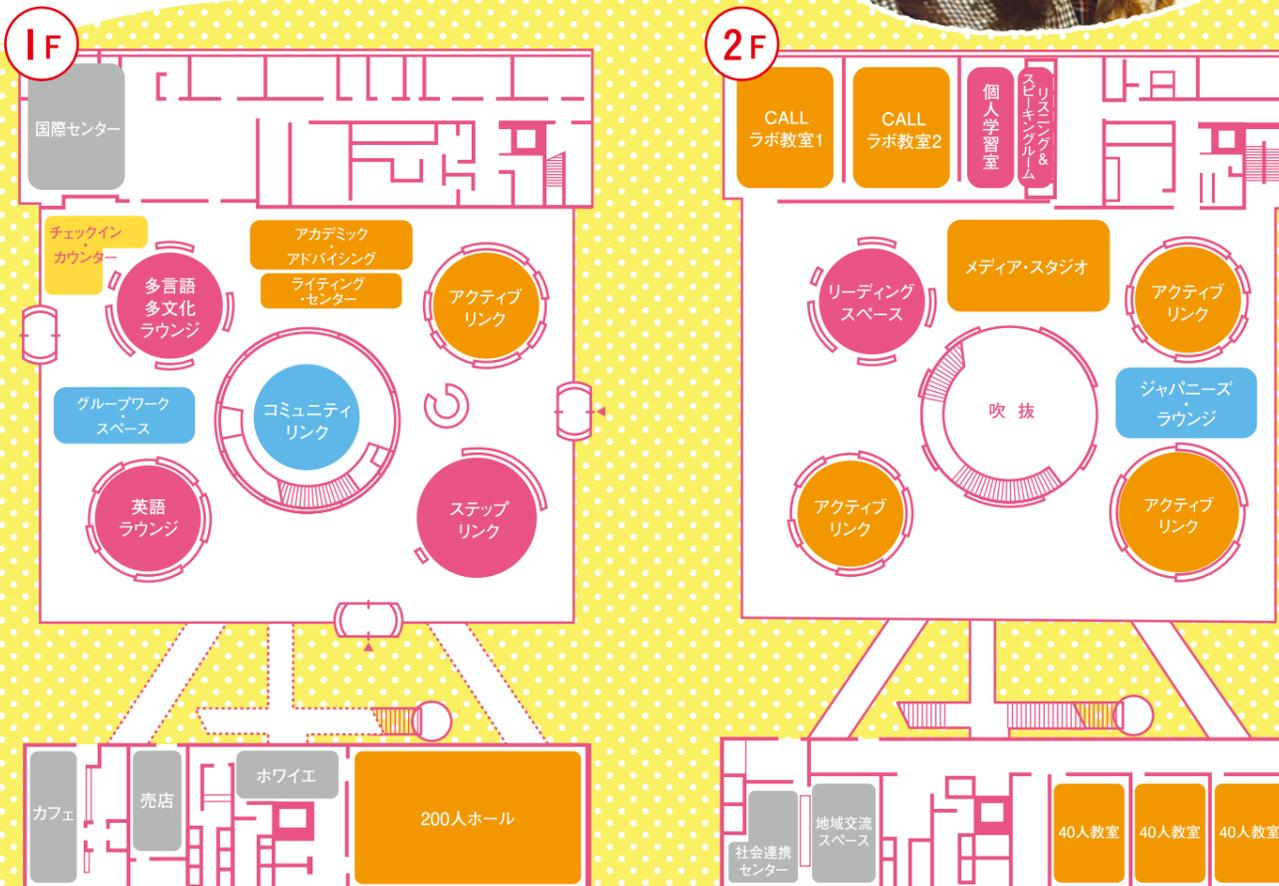 1F
国際センター
チェックイン
・
カウンター
多言語
多文化
ラウンジ
アカデミック
・
アドバイシング
ライティング
・センター
アクティブ
リンク
グループワーク
・
スペース
コミュニティ
リンク
英語
ラウンジ
ステップ
リンク
カフェ
売店
ホワイエ
200人ホール
2F
CALL
ラボ教室1
CALL
ラボ教室2
個人学習室
リスニング&
スピーキングルーム
リーディング
スペース
メディア・スタジオ
アクティブ
リンク
吹 抜
ジャパニーズ
・
ラウンジ
アクティブ
リンク
アクティブ
リンク
社会連携
センター
地域交流
スペース
40人教室
40人教室
40人教室